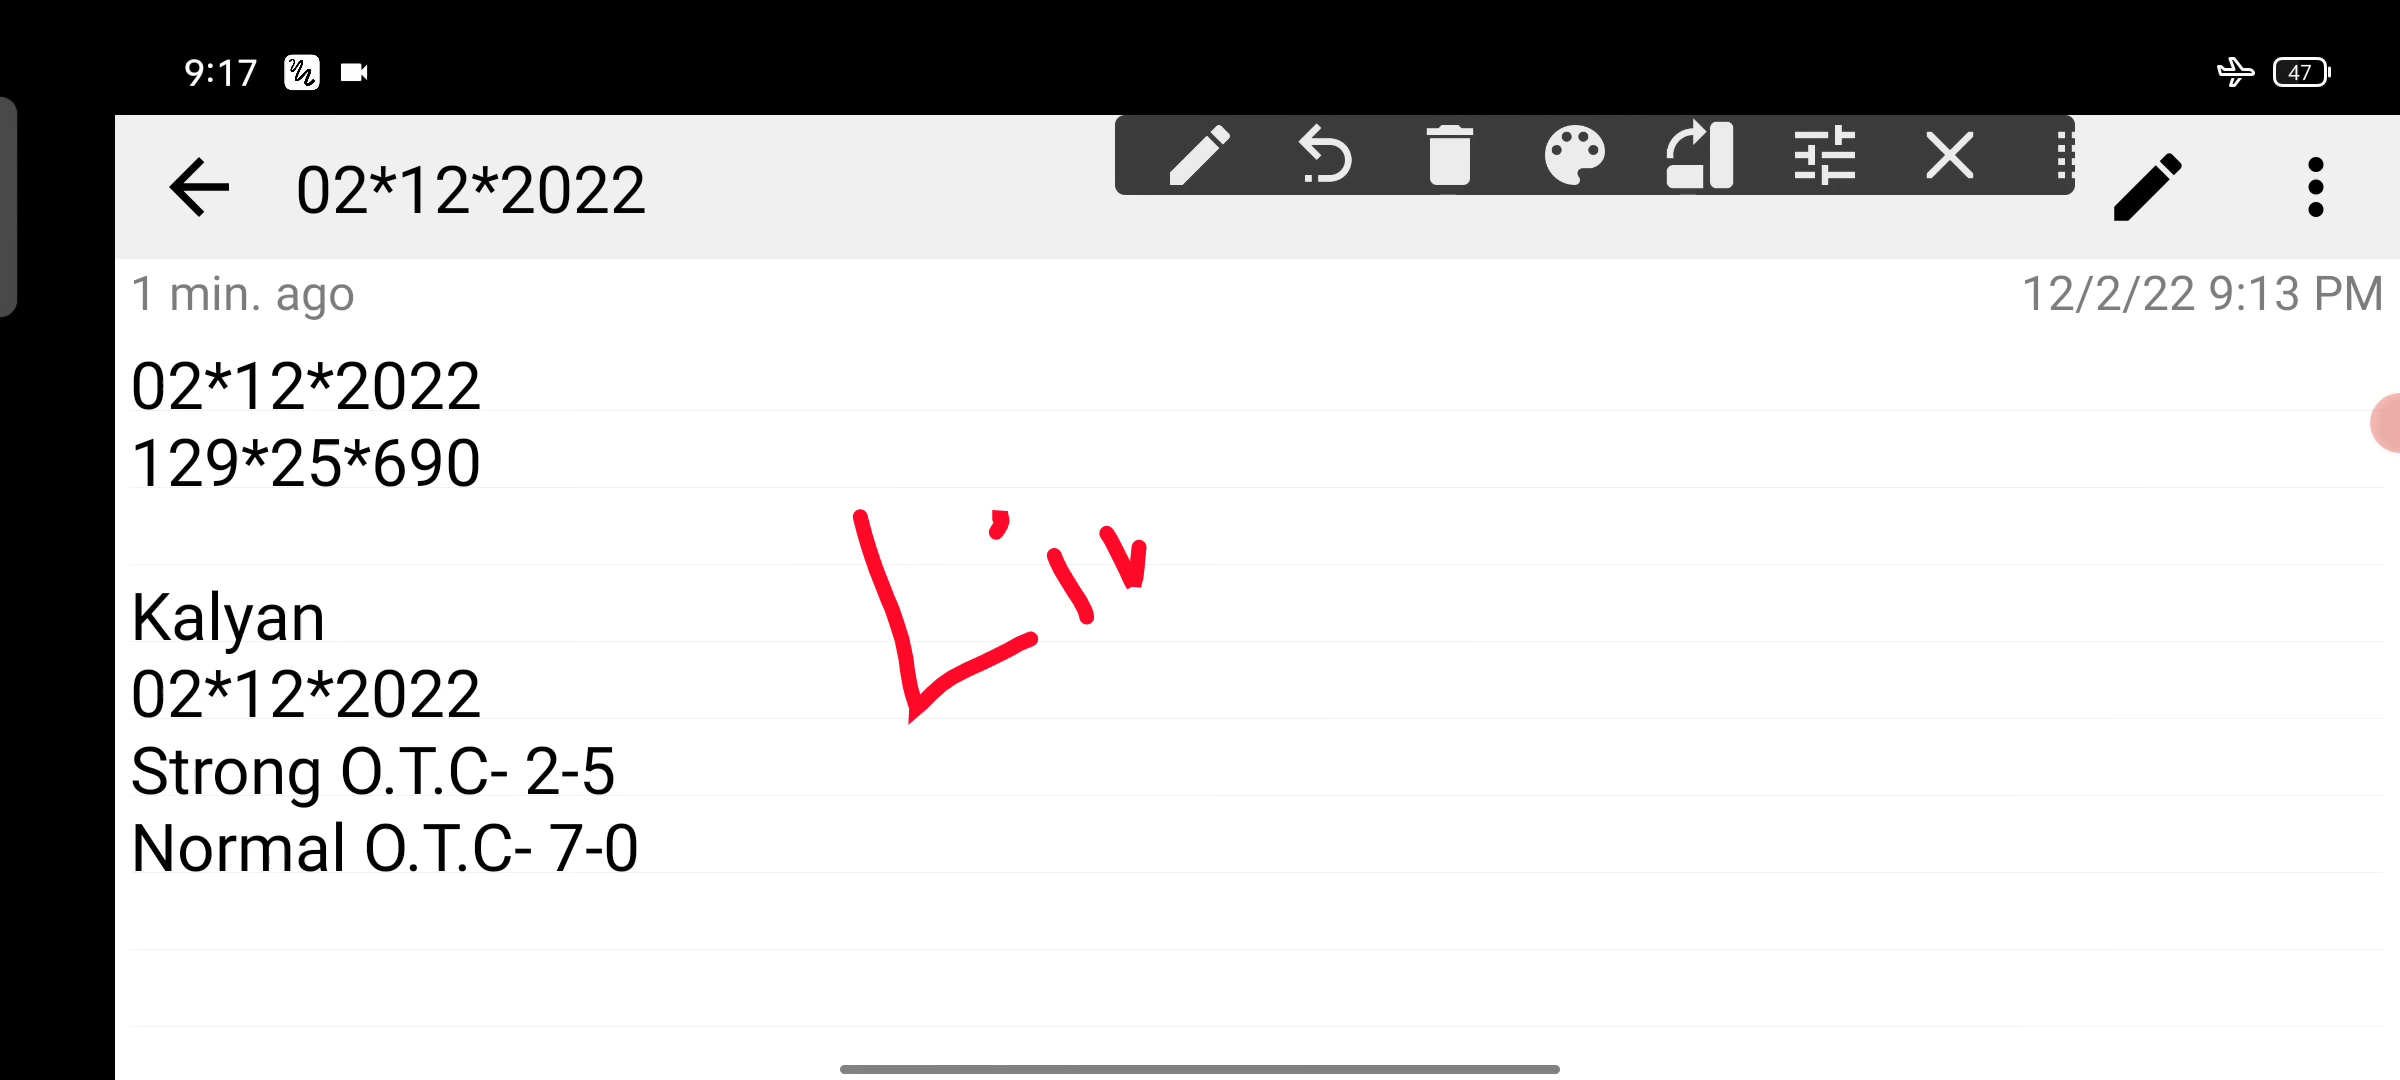 9:17
47
02*12*2022
1 min. ago
12/2/22 9:13 PM
02*12*2022
129*25*690
Kalyan
02*12*2022
Strong O.T.C- 2-5
Normal O.T.C- 7-0